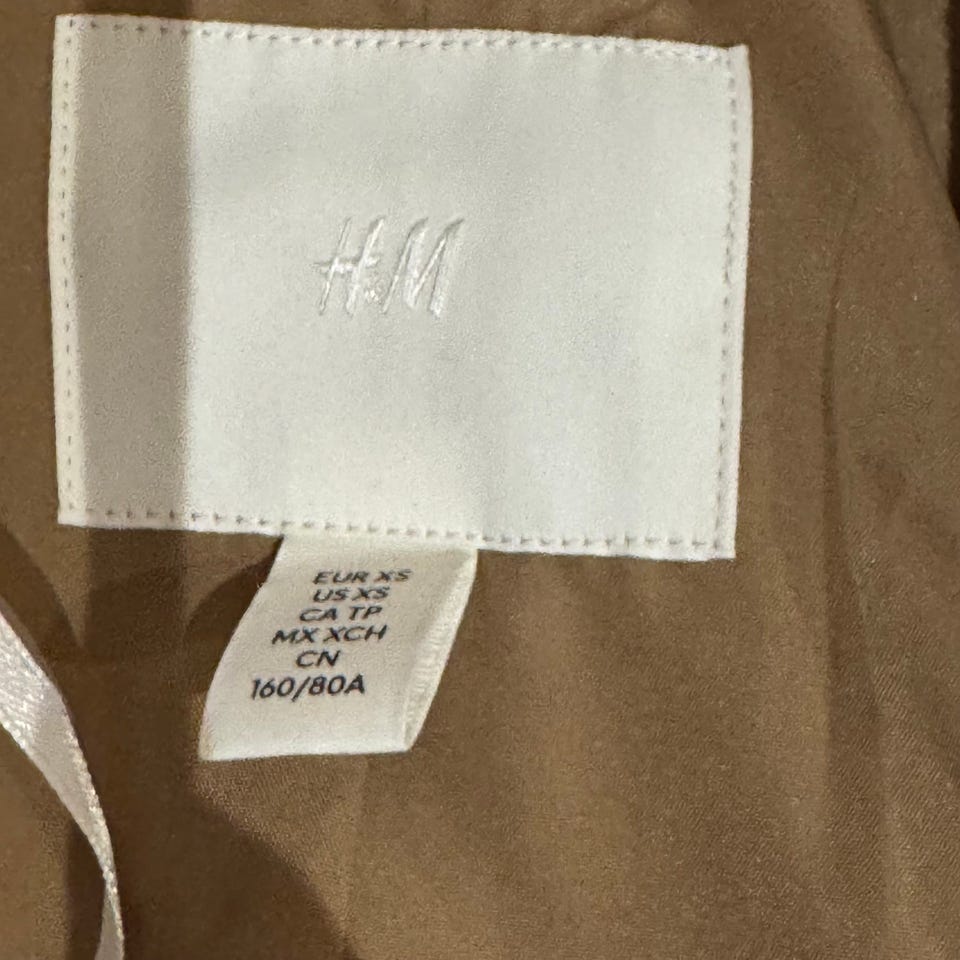 H&M
EUR XS
US XS
CA TP
MX XCH
CN
160/80A